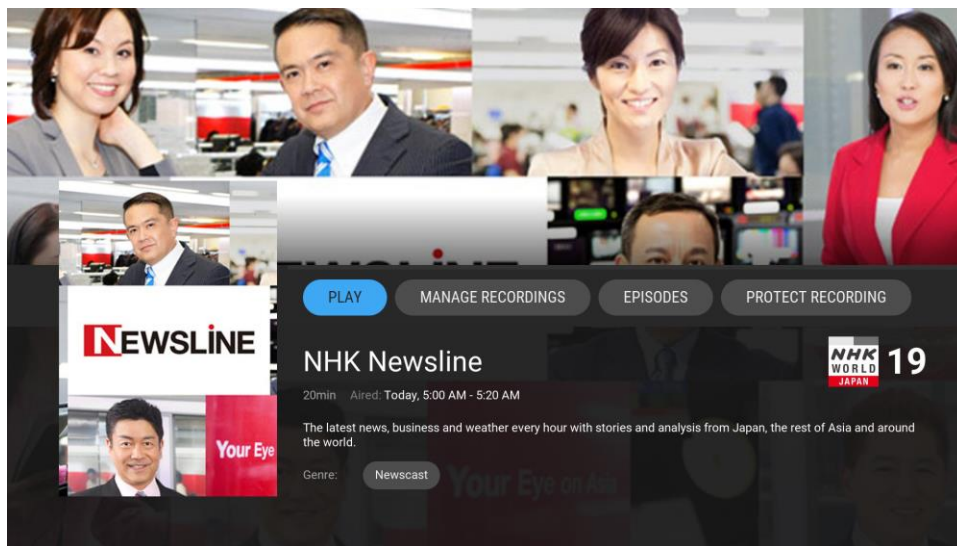 NEWSLINE
NEWSLINE
Your Eye
PLAY
MANAGE RECORDINGS
EPISODES
PROTECT RECORDING
NHK Newsline
NHK
WORLD
JAPAN
19
20min Aired: Today, 5:00 AM - 5:20 AM
The latest news, business and weather every hour with stories and analysis from Japan, the rest of Asia and around
the world.
Genre: Newscast
Your Eye on Asia